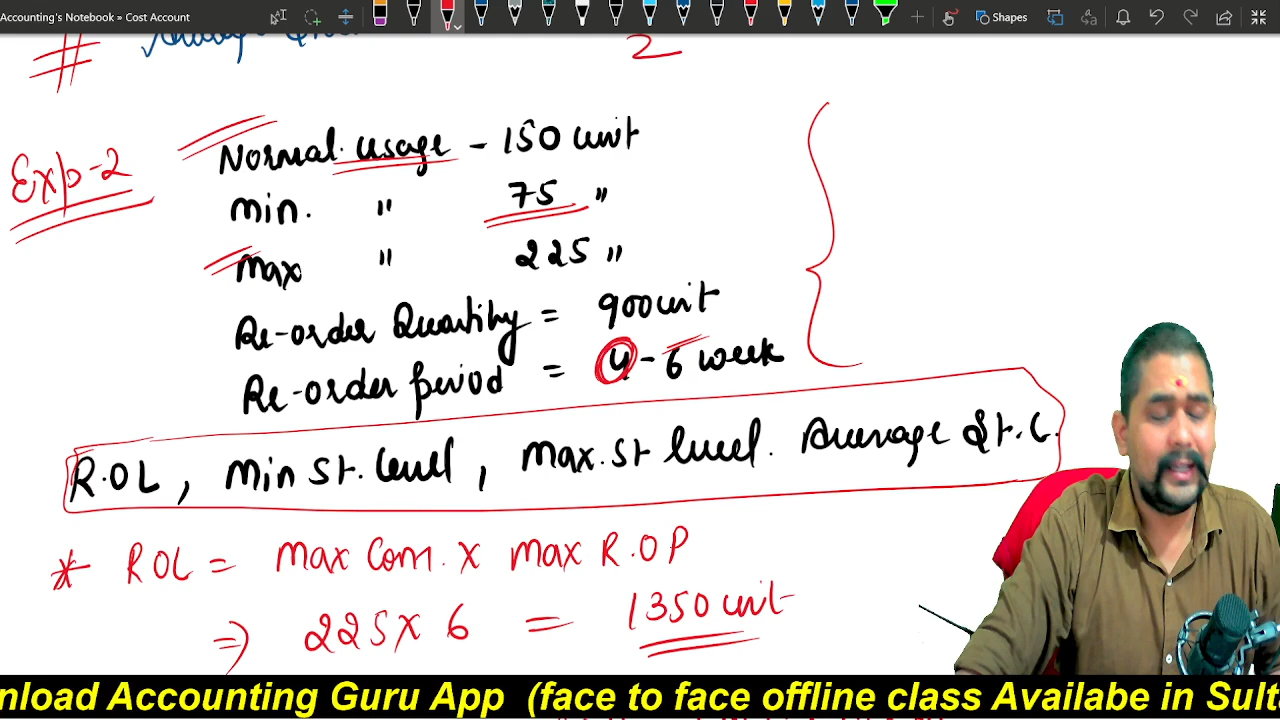 Accounting's Notebook » Cost Account
Shapes
#
2
Exp-2
Normal usage - 150 unit
min. " 75 "
max " 225 "
Re-order Quantity = 900 unit
Re-order period = 4-6 week
R.OL, min st. level, max. st level. Average St. L.
* ROL = max Con. x max R.OP
⇒ 225 x 6 = 1350 unit
nload Accounting Guru App (face to face offline class Availabe in Sult